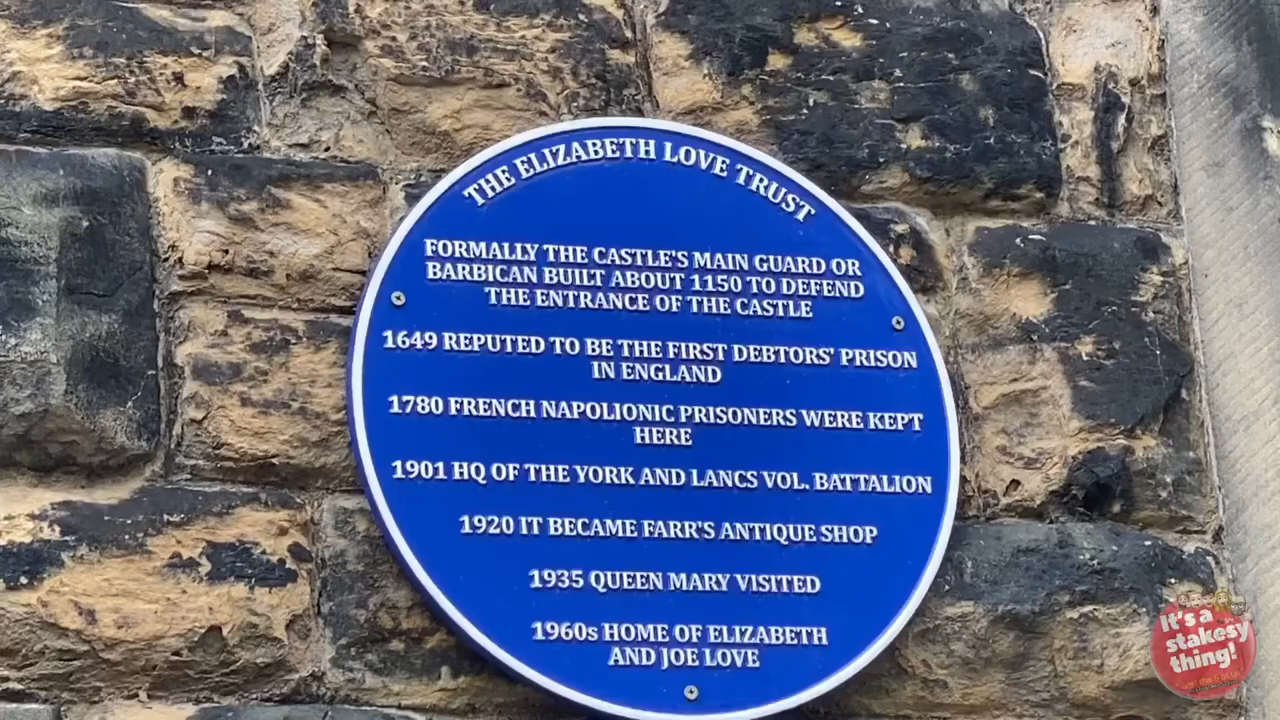 THE ELIZABETH LOVE TRUST
FORMALLY THE CASTLE'S MAIN GUARD OR
BARBICAN BUILT ABOUT 1150 TO DEFEND
THE ENTRANCE OF THE CASTLE
1649 REPUTED TO BE THE FIRST DEBTORS' PRISON
IN ENGLAND
1780 FRENCH NAPOLIONIC PRISONERS WERE KEPT
HERE
1901 HQ OF THE YORK AND LANCS VOL. BATTALION
1920 IT BECAME FARR'S ANTIQUE SHOP
1935 QUEEN MARY VISITED
1960s HOME OF ELIZABETH
AND JOE LOVE
It's a
stakesy
thing!